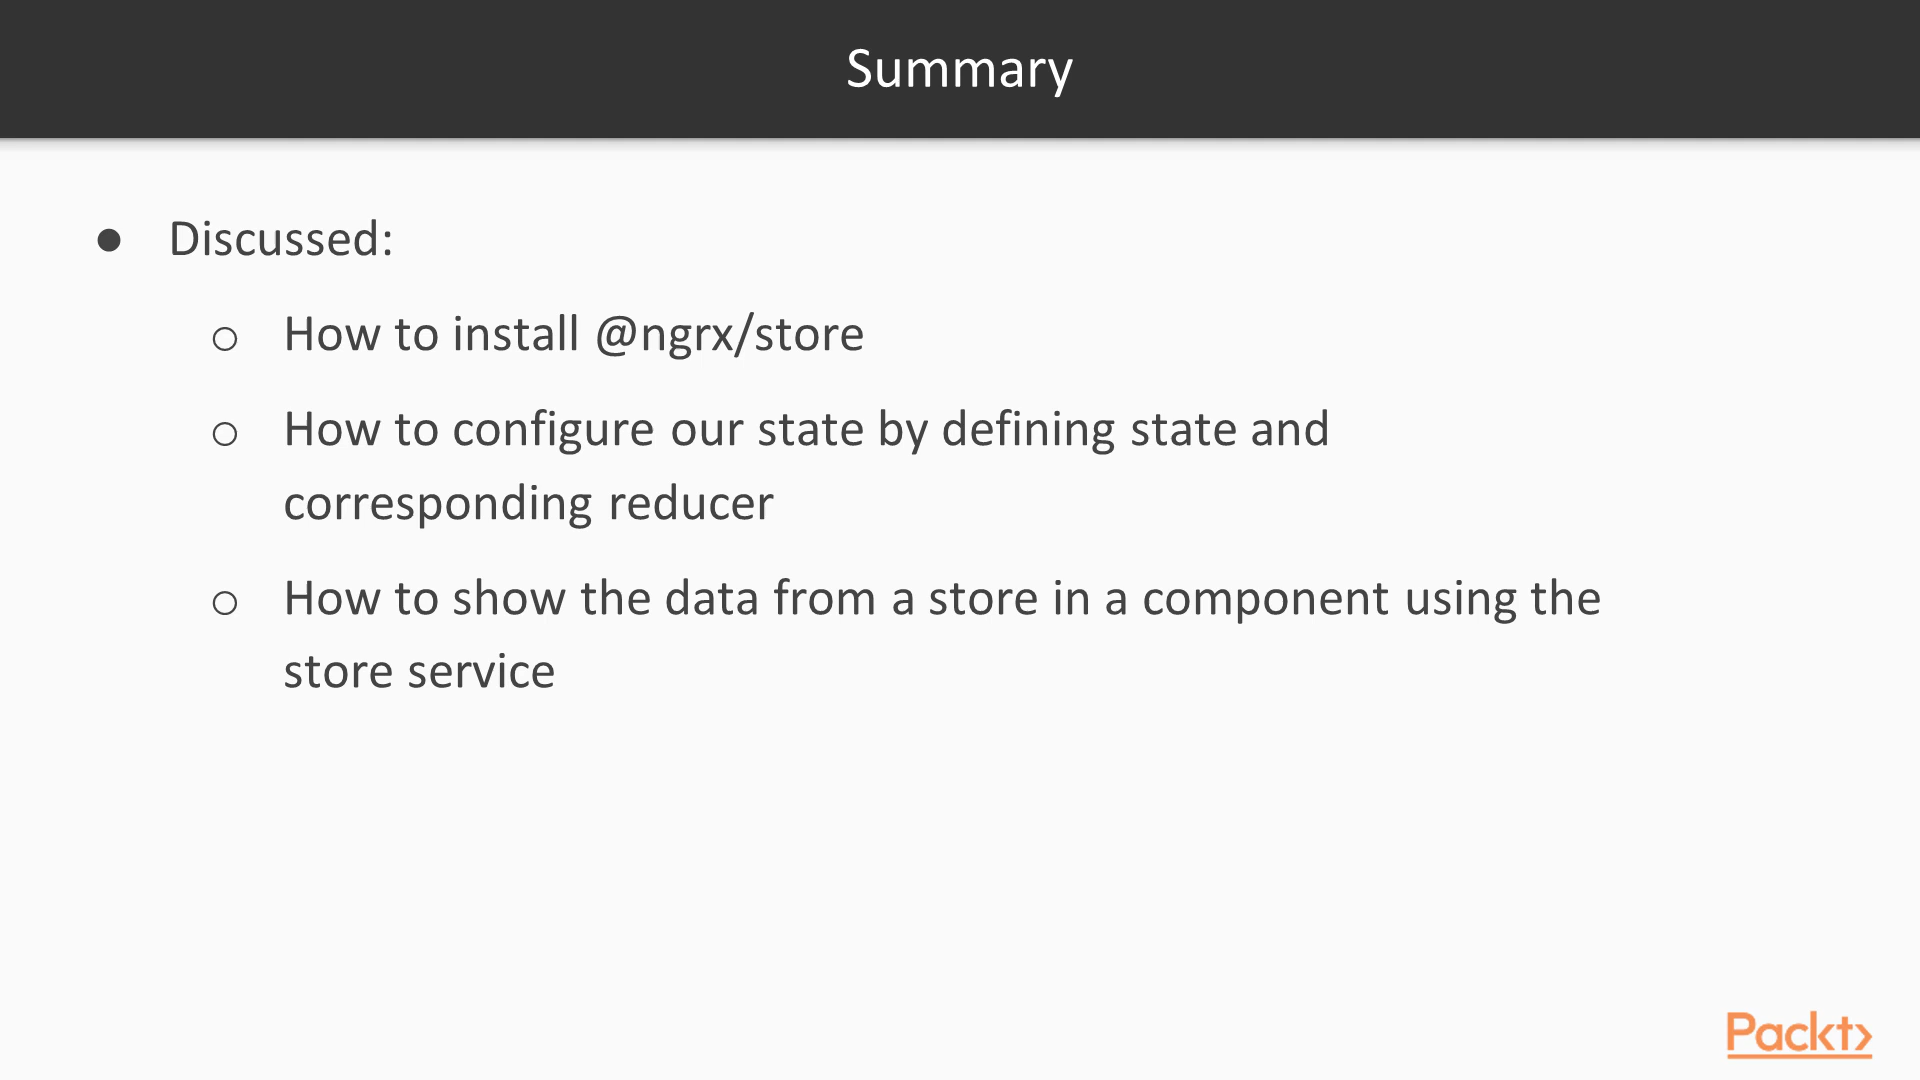 Summary
● Discussed:
○ How to install @ngrx/store
○ How to configure our state by defining state and
corresponding reducer
○ How to show the data from a store in a component using the
store service
Packt>